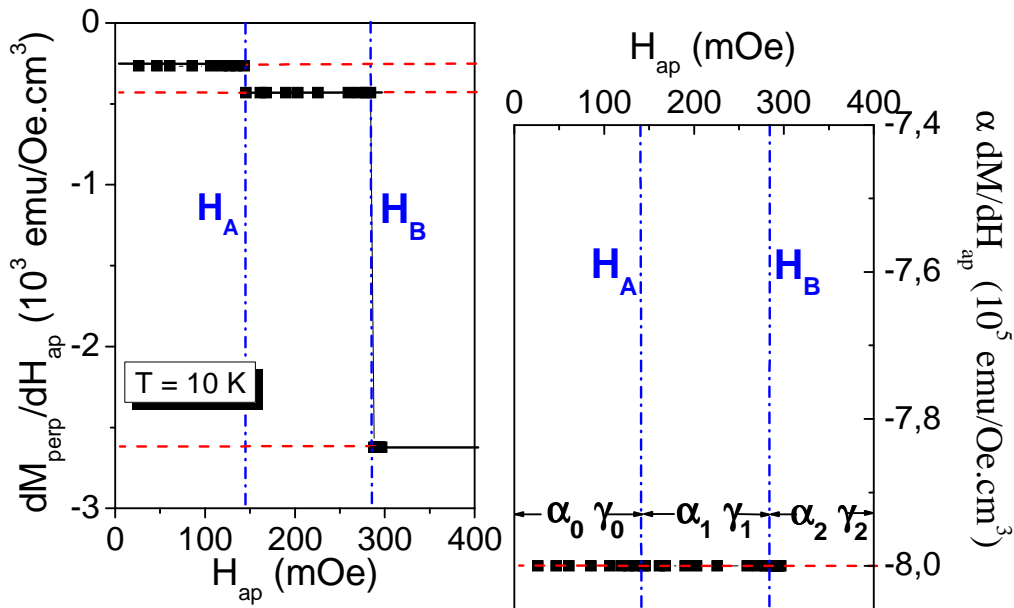 0
-1
-2
-3
dM_perp/dH_ap (10^3 emu/Oe.cm^3)
H_A
H_B
T = 10 K
0 100 200 300 400
H_ap (mOe)
H_ap (mOe)
0 100 200 300 400
-7,4
-7,6
-7,8
-8,0
α dM/dH_ap (10^5 emu/Oe.cm^3)
H_A
H_B
α_0 γ_0 α_1 γ_1 α_2 γ_2